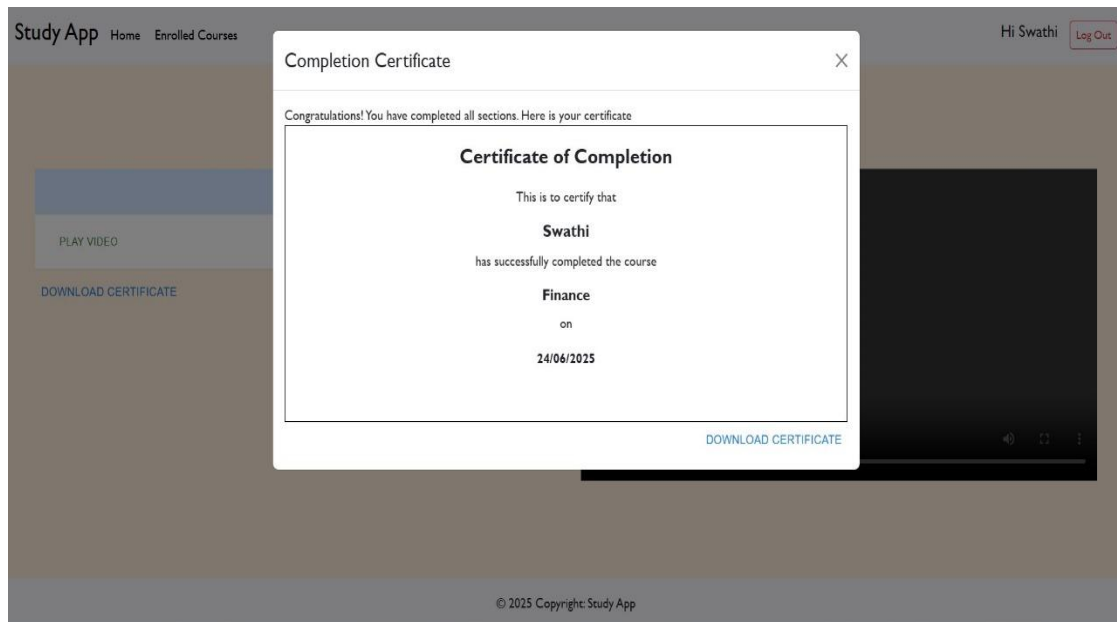 Study App Home Enrolled Courses Hi Swathi Log Out
Completion Certificate
Congratulations! You have completed all sections. Here is your certificate
Certificate of Completion
This is to certify that
Swathi
has successfully completed the course
Finance
on
24/06/2025
DOWNLOAD CERTIFICATE
PLAY VIDEO
DOWNLOAD CERTIFICATE
© 2025 Copyright: Study App